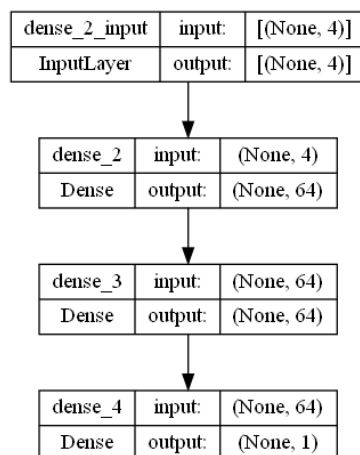 dense_2_input input: [(None, 4)]
InputLayer output: [(None, 4)]
dense_2 input: (None, 4)
Dense output: (None, 64)
dense_3 input: (None, 64)
Dense output: (None, 64)
dense_4 input: (None, 64)
Dense output: (None, 1)